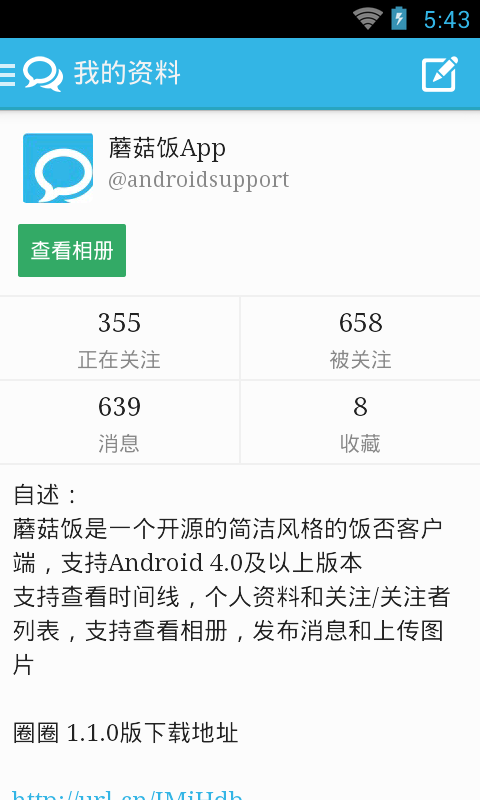 5:43
我的资料
蘑菇饭App
@androidsupport
查看相册
355
658
正在关注
被关注
639
8
消息
收藏
自述：
蘑菇饭是一个开源的简洁风格的饭否客户
端，支持Android 4.0及以上版本
支持查看时间线，个人资料和关注/关注者
列表，支持查看相册，发布消息和上传图
片
圈圈 1.1.0版下载地址